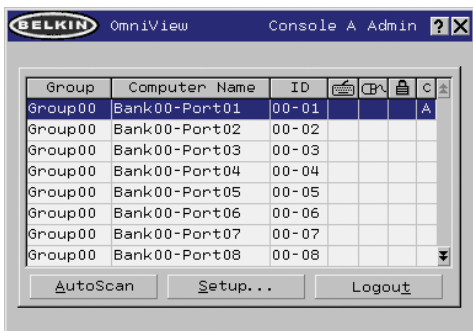 BELKIN OmniView Console A Admin ? X
Group Computer Name ID C
Group00 Bank00-Port01 00-01 A
Group00 Bank00-Port02 00-02
Group00 Bank00-Port03 00-03
Group00 Bank00-Port04 00-04
Group00 Bank00-Port05 00-05
Group00 Bank00-Port06 00-06
Group00 Bank00-Port07 00-07
Group00 Bank00-Port08 00-08
AutoScan Setup... Logout